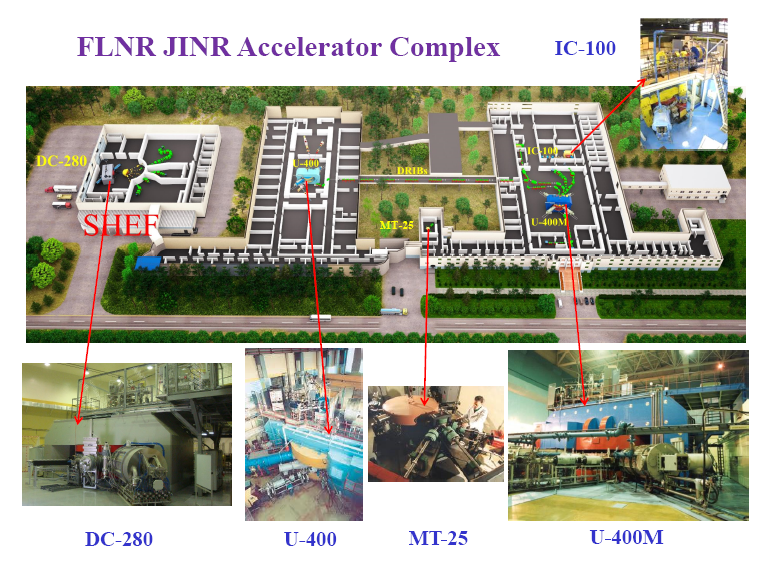 FLNR JINR Accelerator Complex
IC-100
DC-280
U-400
DRIBs
IC-100
SHEF
MT-25
U-400M
DC-280
U-400
MT-25
U-400M